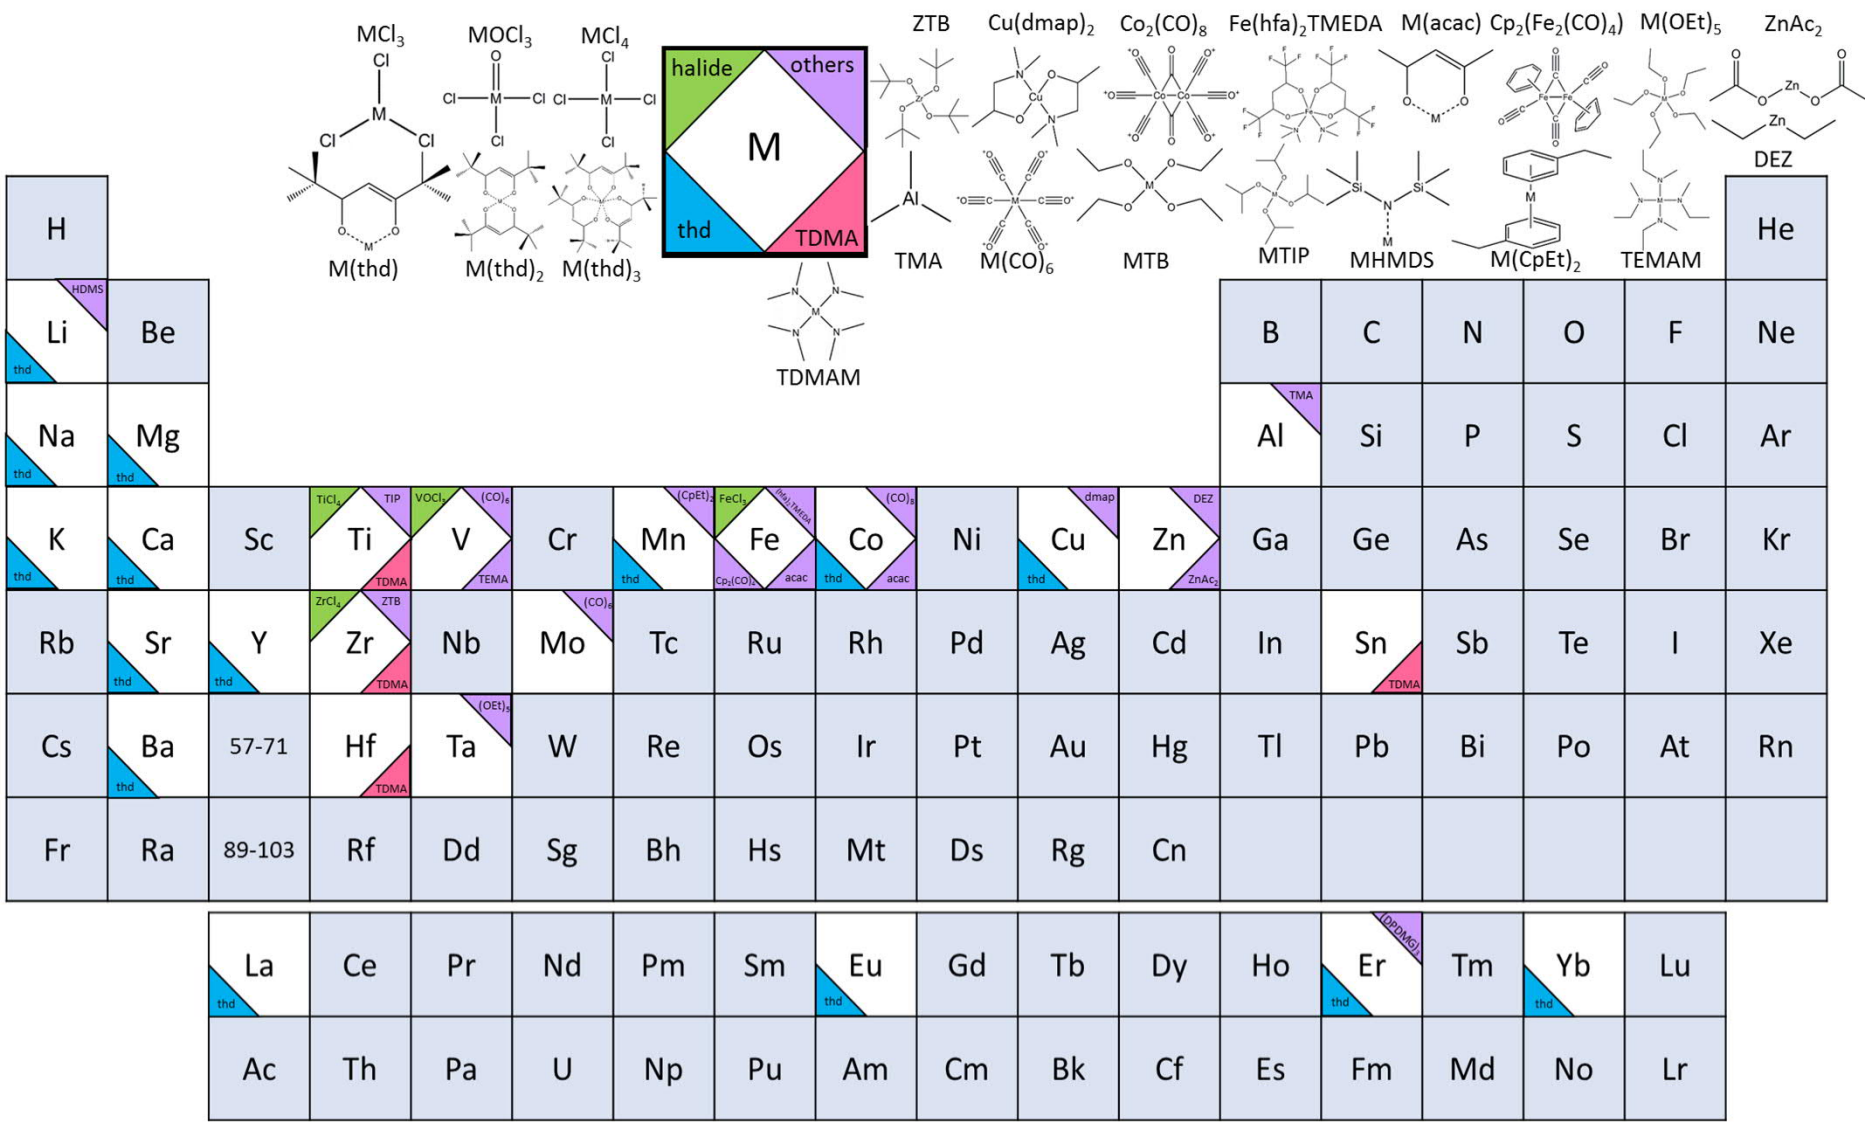 MCl3 MOCl3 MCl4
ZTB Cu(dmap)2 Co2(CO)8 Fe(hfa)2TMEDA M(acac) Cp2(Fe2(CO)4) M(OEt)5 ZnAc2
halide others
M
thd TDMA
M(thd) M(thd)2 M(thd)3
TMA M(CO)6 MTB MTIP MHMDS M(CpEt)2 TEMAM
DEZ
TDMAM
H He
Li HDMS thd Be B C N O F Ne
Na thd Mg thd Al TMA Si P S Cl Ar
K thd Ca thd Sc TiCl4 TIP Ti TDMA VOCl3 (CO)6 V TEMA Cr (CpEt)2 Mn thd FeCl3 (hfa)2TMEDA Fe Cp2(CO)4 acac (CO)8 Co thd acac Ni dmap Cu thd DEZ Zn ZnAc2 Ga Ge As Se Br Kr
Rb Sr thd Y thd ZrCl4 ZTB Zr TDMA Nb (CO)6 Mo Tc Ru Rh Pd Ag Cd In Sn TDMA Sb Te I Xe
Cs Ba thd 57-71 Hf TDMA (OEt)5 Ta W Re Os Ir Pt Au Hg Tl Pb Bi Po At Rn
Fr Ra 89-103 Rf Dd Sg Bh Hs Mt Ds Rg Cn
La thd Ce Pr Nd Pm Sm Eu thd Gd Tb Dy Ho (DPDMG)3 Er thd Tm Yb thd Lu
Ac Th Pa U Np Pu Am Cm Bk Cf Es Fm Md No Lr